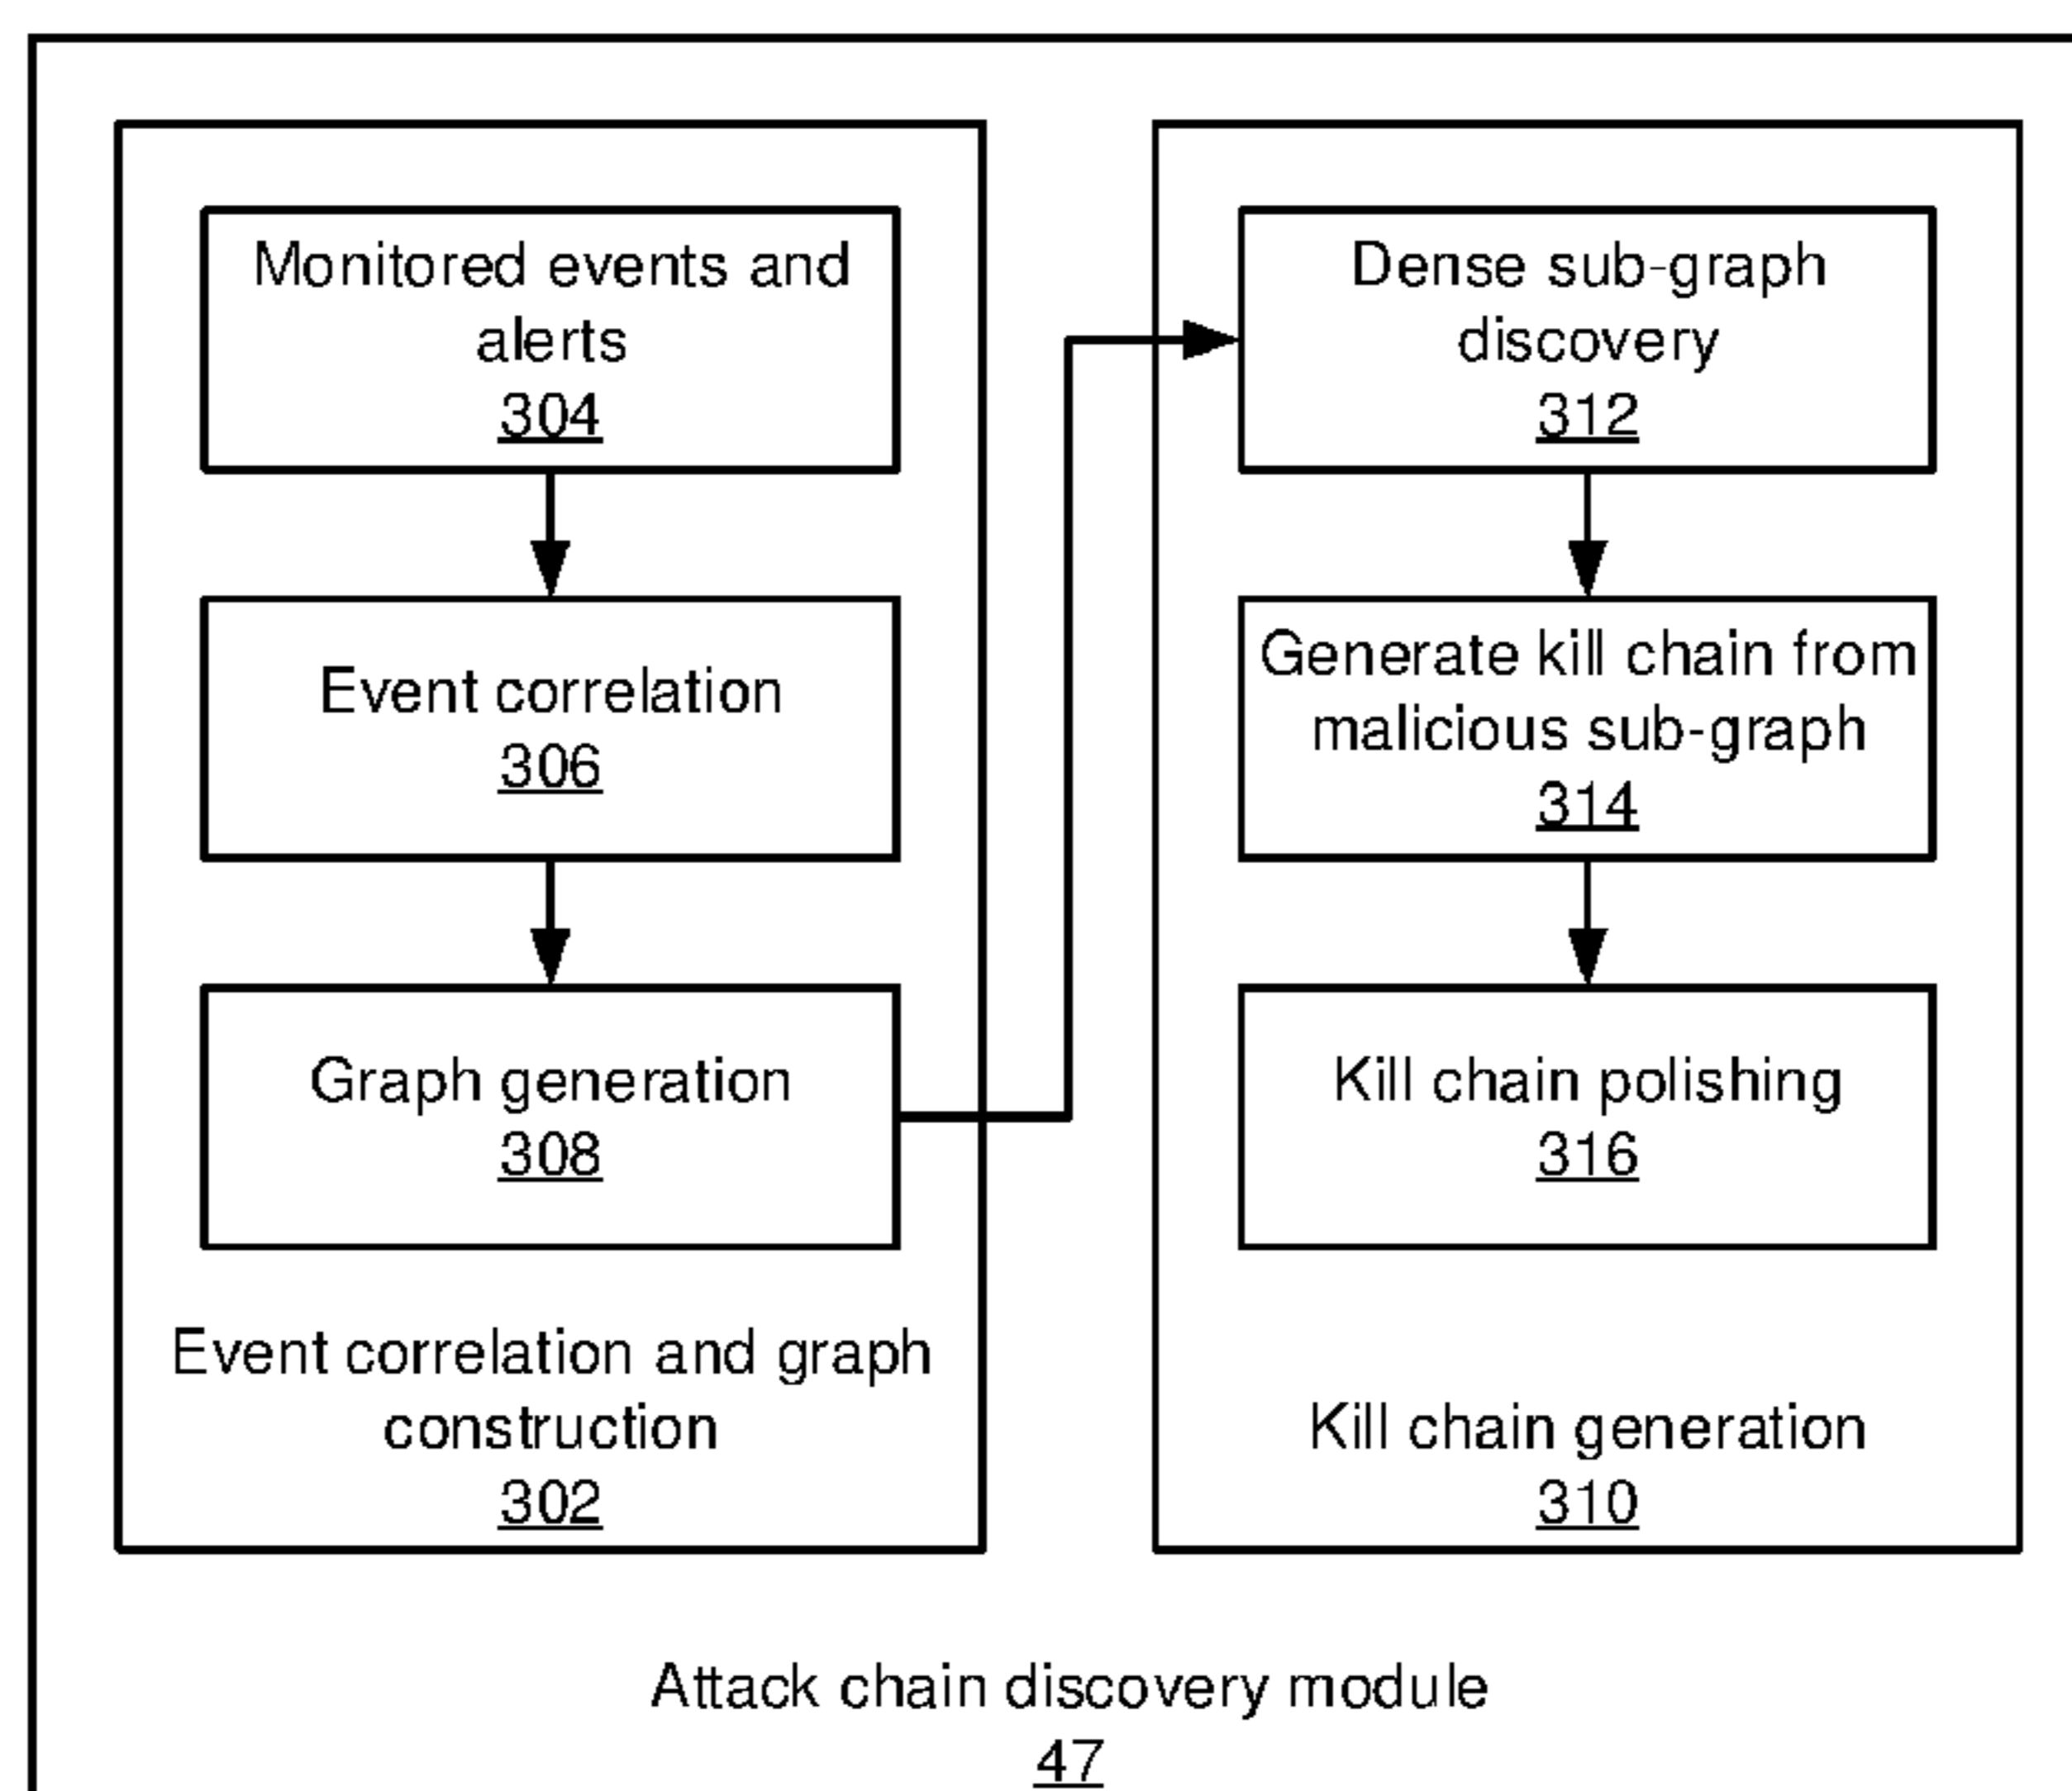 Monitored events and
alerts
304
Event correlation
306
Graph generation
308
Event correlation and graph
construction
302
Dense sub-graph
discovery
312
Generate kill chain from
malicious sub-graph
314
Kill chain polishing
316
Kill chain generation
310
Attack chain discovery module
47